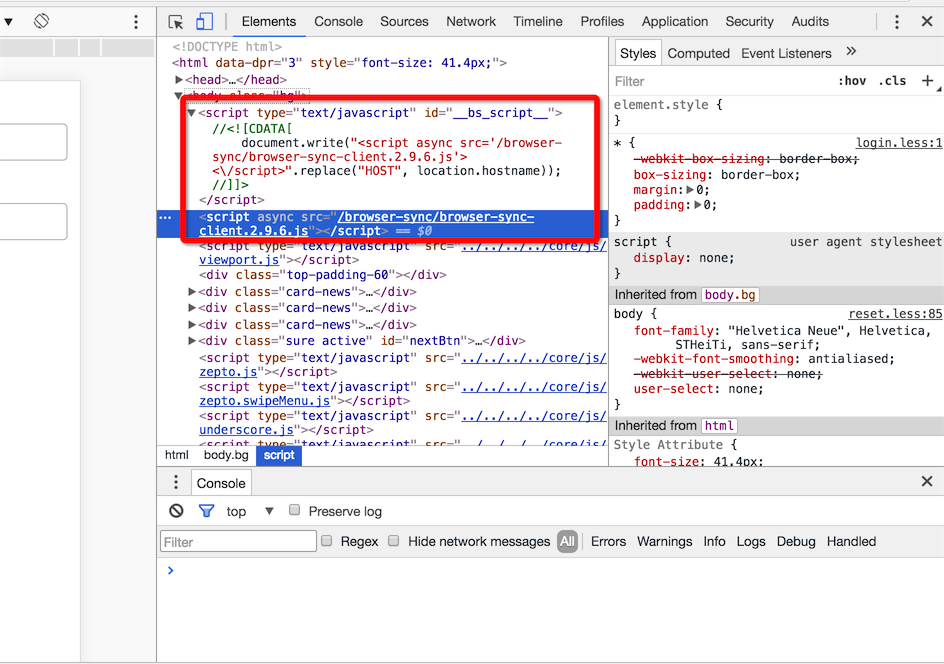 Elements Console Sources Network Timeline Profiles Application Security Audits
<!DOCTYPE html>
<html data-dpr="3" style="font-size: 41.4px;">
<head>…</head>
<body class="bg">
<script type="text/javascript" id="__bs_script__">
//<![CDATA[
document.write("<script async src='/browser-
sync/browser-sync-client.2.9.6.js'>
<\/script>".replace("HOST", location.hostname));
//]]>
</script>
<script async src="/browser-sync/browser-sync-
client.2.9.6.js"></script> == $0
<script type="text/javascript" src="../../../../core/js/
viewport.js"></script>
<div class="top-padding-60"></div>
<div class="card-news">…</div>
<div class="card-news">…</div>
<div class="card-news">…</div>
<div class="sure active" id="nextBtn">…</div>
<script type="text/javascript" src="../../../../core/js/
zepto.js"></script>
<script type="text/javascript" src="../../../../core/js/
zepto.swipeMenu.js"></script>
<script type="text/javascript" src="../../../../core/js/
underscore.js"></script>
<script type="text/javascript" src="../../../../core/js/
html body.bg script
Styles Computed Event Listeners »
Filter :hov .cls +
element.style {
}
* { login.less:1
-webkit-box-sizing: border-box;
box-sizing: border-box;
margin: 0;
padding: 0;
}
script { user agent stylesheet
display: none;
}
Inherited from body.bg
body { reset.less:85
font-family: "Helvetica Neue", Helvetica,
STHeiTi, sans-serif;
-webkit-font-smoothing: antialiased;
-webkit-user-select: none;
user-select: none;
}
Inherited from html
Style Attribute {
font-size: 41.4px;
Console
top Preserve log
Filter Regex Hide network messages All Errors Warnings Info Logs Debug Handled